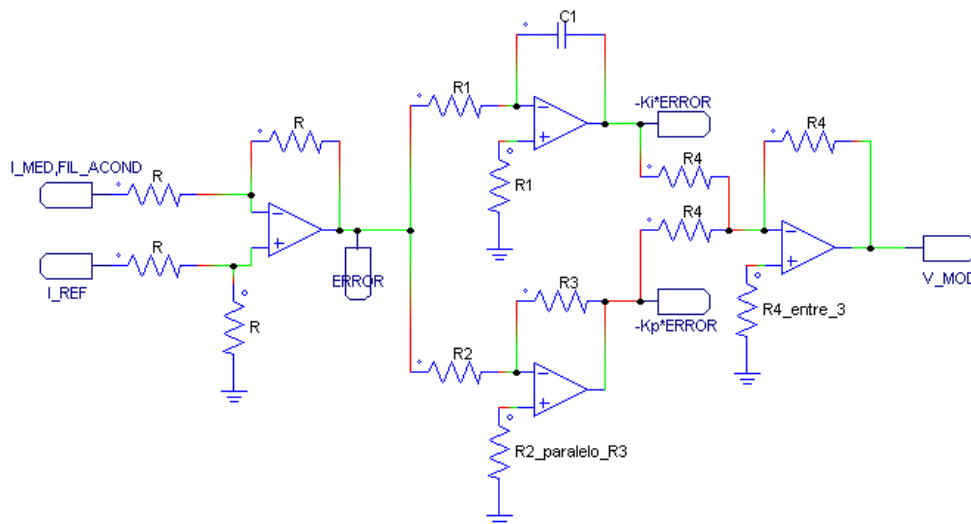 C1
R1
-Ki*ERROR
R
R4
I_MED,FIL_ACOND
R
R1
R4
R4
R
I_REF
ERROR
R3
V_MOD
-Kp*ERROR
R4_entre_3
R
R2
R2_paralelo_R3